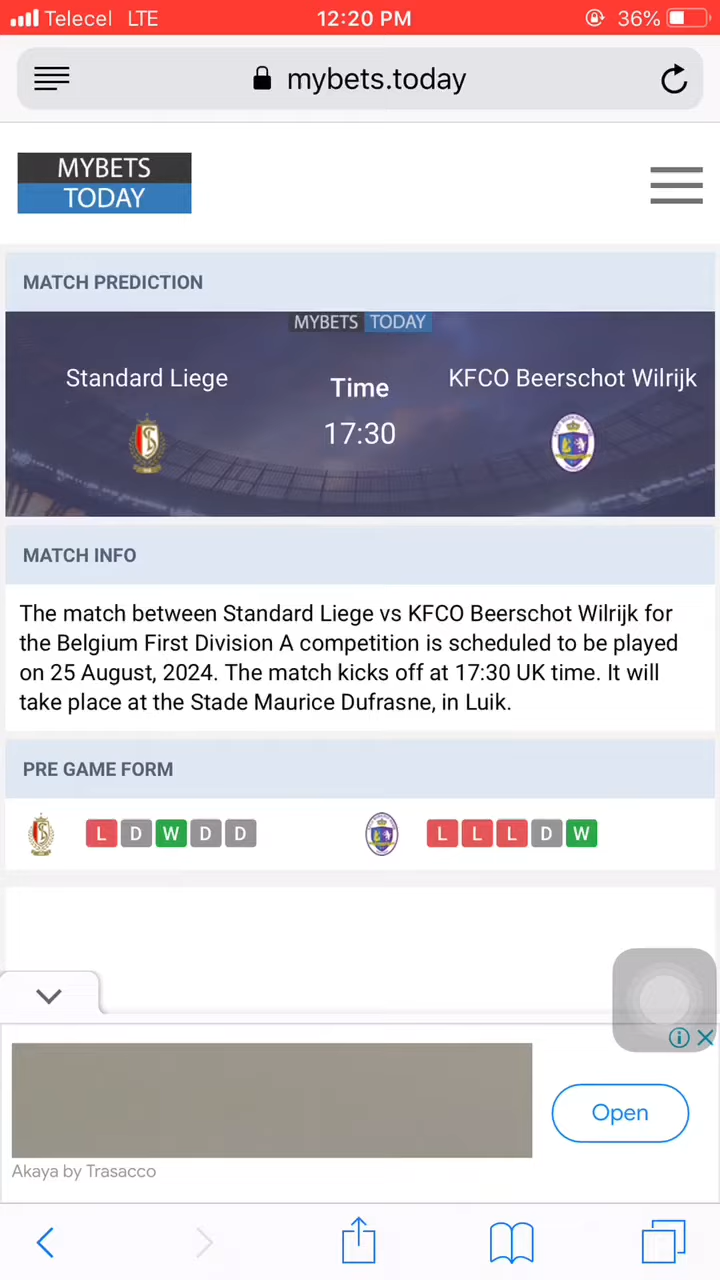 Telecel LTE 12:20 PM 36%
mybets.today
MYBETS
TODAY
MATCH PREDICTION
MYBETS TODAY
Standard Liege
Time
KFCO Beerschot Wilrijk
17:30
MATCH INFO
The match between Standard Liege vs KFCO Beerschot Wilrijk for
the Belgium First Division A competition is scheduled to be played
on 25 August, 2024. The match kicks off at 17:30 UK time. It will
take place at the Stade Maurice Dufrasne, in Luik.
PRE GAME FORM
L D W D D L L L D W
Open
Akaya by Trasacco